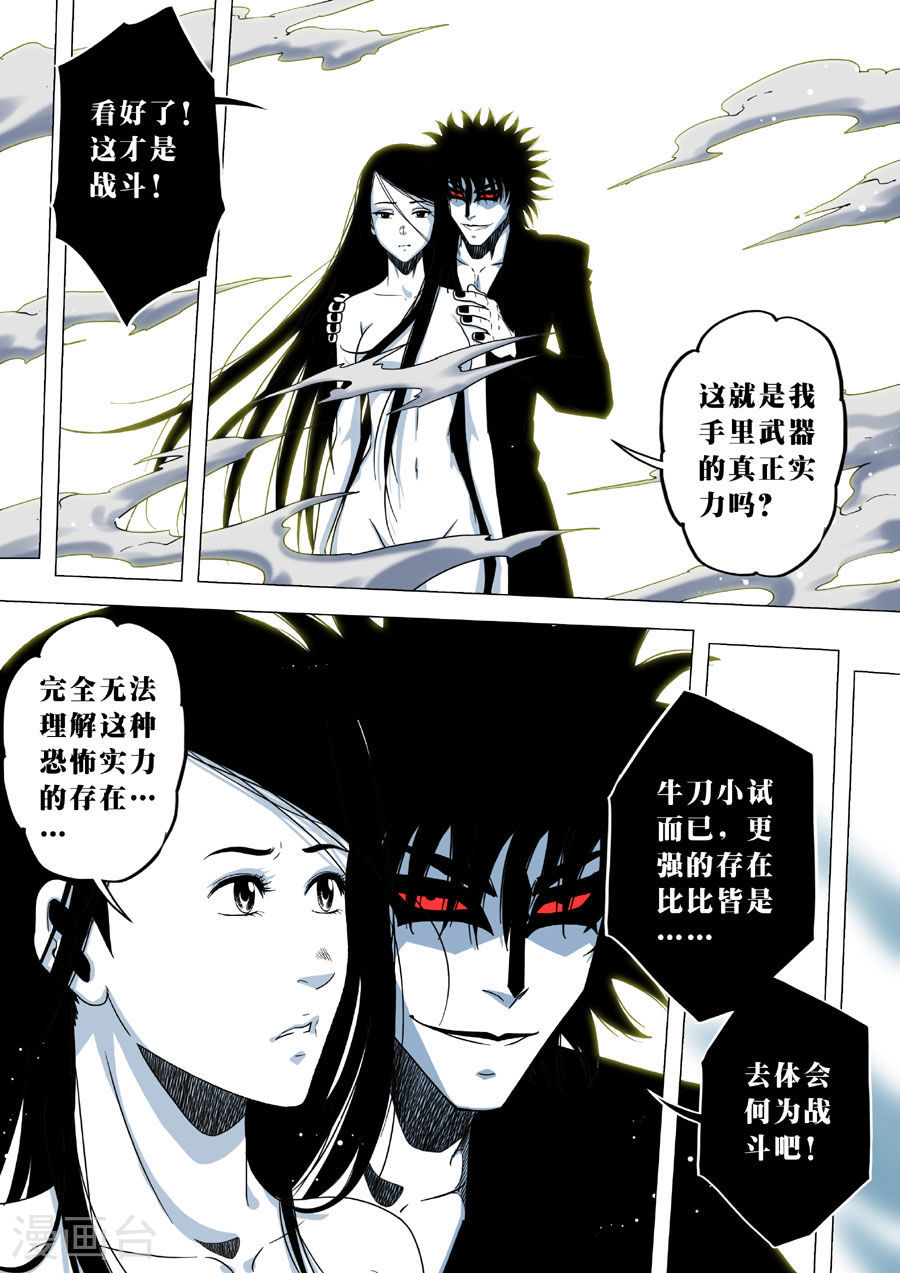 看好了！
这才是
战斗！
这就是我
手里武器
的真正实
力吗？
完全无法
理解这种
恐怖实力
的存在…
…
牛刀小试
而已，更
强的存在
比比皆是
……
去体会
何为战
斗吧！
漫画台